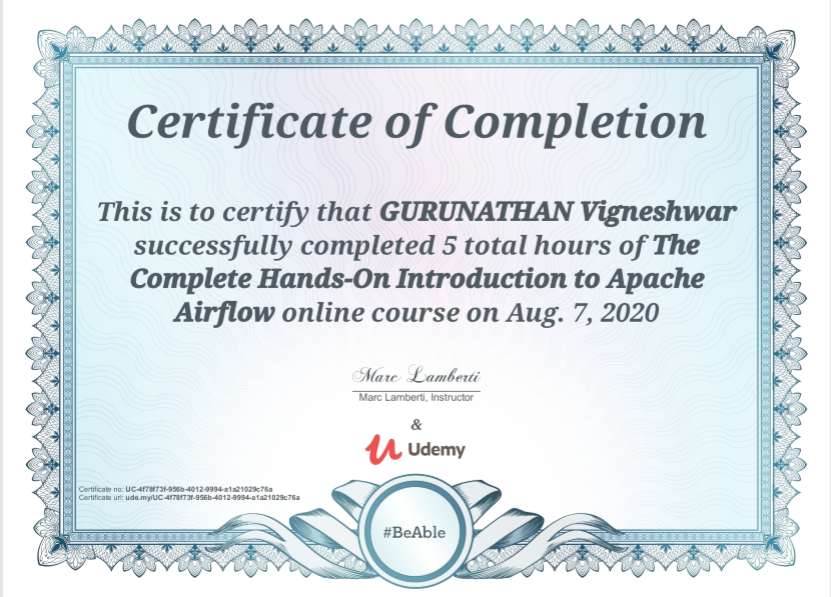 Certificate of Completion
This is to certify that GURUNATHAN Vigneshwar
successfully completed 5 total hours of The
Complete Hands-On Introduction to Apache
Airflow online course on Aug. 7, 2020
Marc Lamberti
Marc Lamberti, Instructor
&
Udemy
Certificate no: UC-4f78f73f-956b-4012-9994-a1a21029c76a
Certificate url: ude.my/UC-4f78f73f-956b-4012-9994-a1a21029c76a
#BeAble